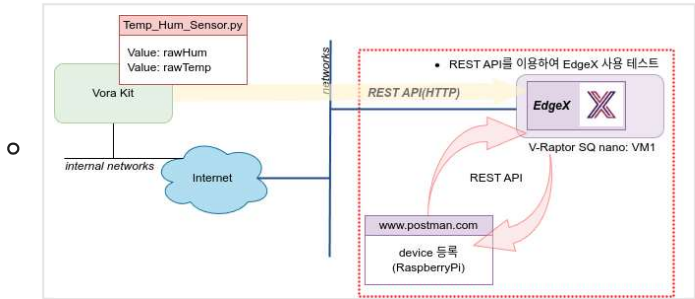 Temp_Hum_Sensor.py
Value: rawHum
Value: rawTemp
Vora Kit
networks
• REST API를 이용하여 EdgeX 사용 테스트
REST API(HTTP)
EdgeX
V-Raptor SQ nano: VM1
internal networks
Internet
REST API
www.postman.com
device 등록
(RaspberryPi)